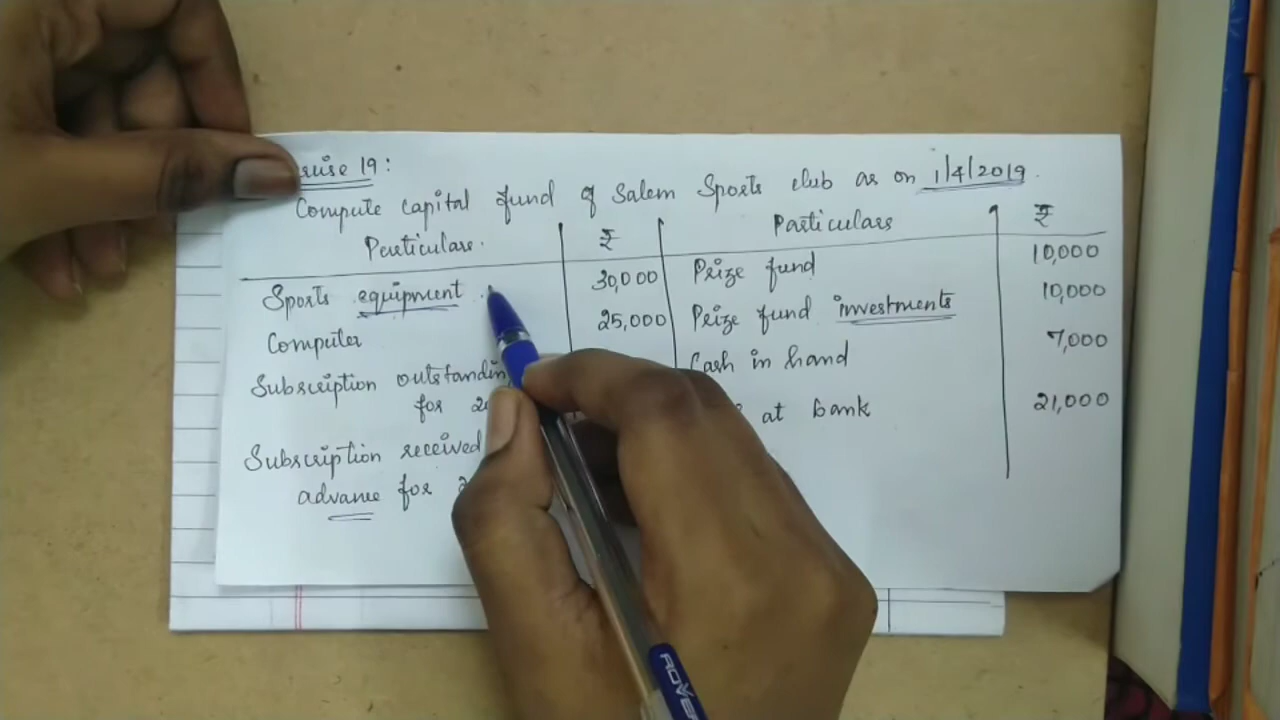 19:
Compute capital fund of Salem Sports club as on 1/4/2019.
Particulars. ₹ Particulars ₹
Sports equipment 30,000 Prize fund 10,000
Computer 25,000 Prize fund investments 10,000
Subscription outstandin Cash in hand 7,000
for at bank 21,000
Subscription received
advance for
ROVER